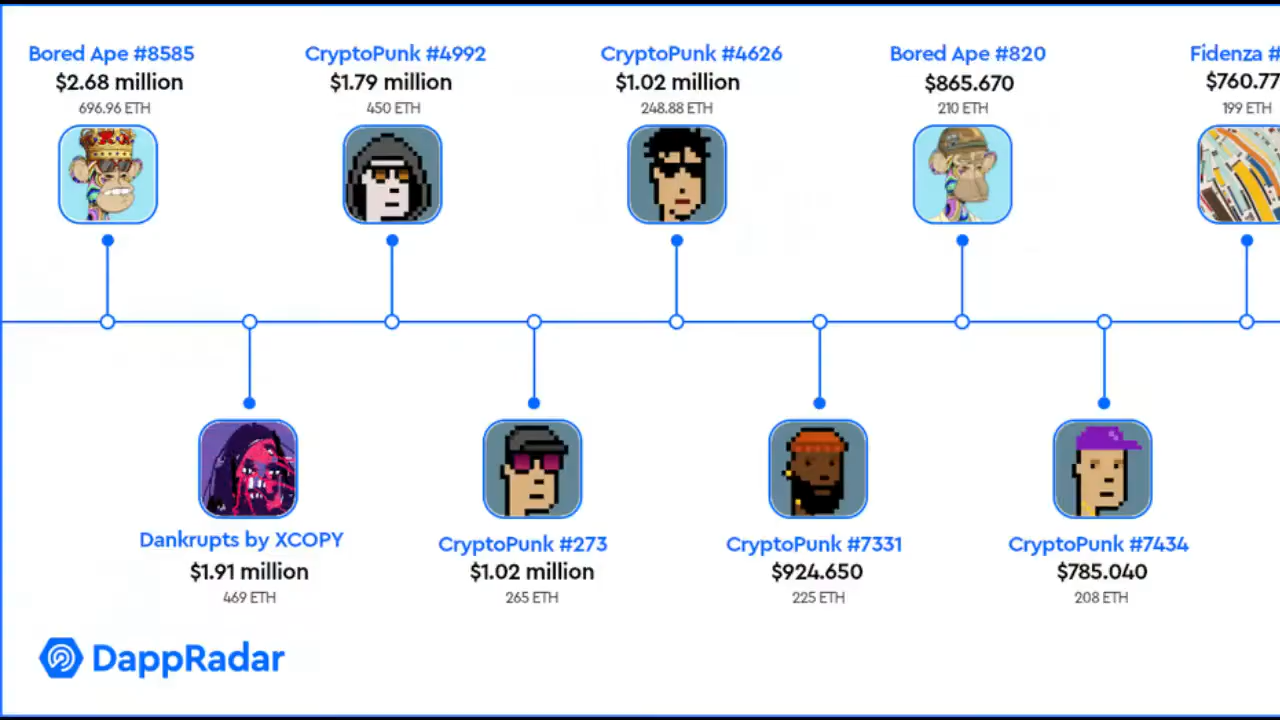 Bored Ape #8585
$2.68 million
696.96 ETH
CryptoPunk #4992
$1.79 million
450 ETH
CryptoPunk #4626
$1.02 million
248.88 ETH
Bored Ape #820
$865.670
210 ETH
Fidenza #
$760.77
199 ETH
Dankrupts by XCOPY
$1.91 million
469 ETH
CryptoPunk #273
$1.02 million
265 ETH
CryptoPunk #7331
$924.650
225 ETH
CryptoPunk #7434
$785.040
208 ETH
DappRadar